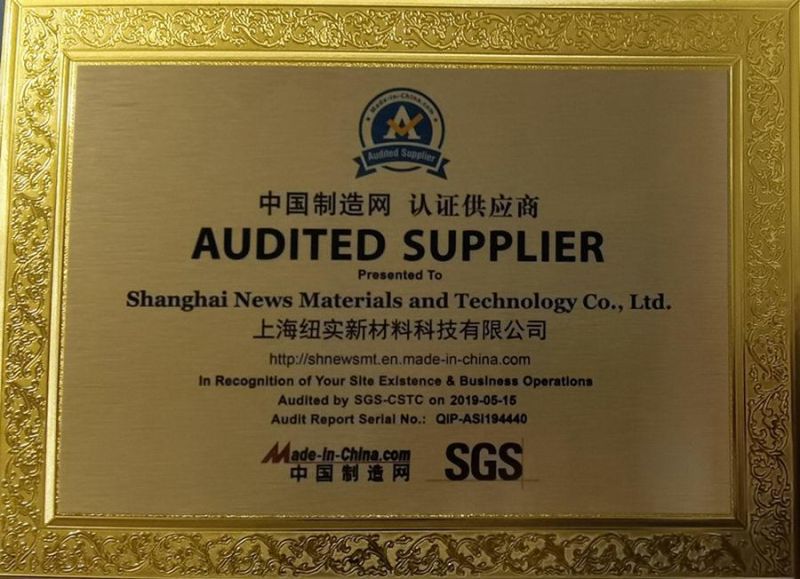 Made-in-China.com
A
Audited Supplier
中国制造网 认证供应商
AUDITED SUPPLIER
Presented To
Shanghai News Materials and Technology Co., Ltd.
上海纽实新材料科技有限公司
http://shnewsmt.en.made-in-china.com
In Recognition of Your Site Existence & Business Operations
Audited by SGS-CSTC on 2019-05-15
Audit Report Serial No.: QIP-ASI194440
Made-in-China.com
中国制造网
SGS